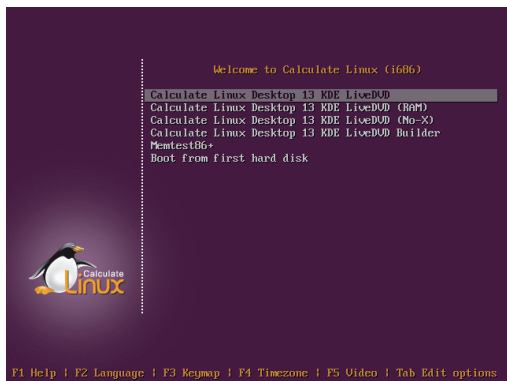 Welcome to Calculate Linux (i686)
Calculate Linux Desktop 13 KDE LiveDVD
Calculate Linux Desktop 13 KDE LiveDVD (RAM)
Calculate Linux Desktop 13 KDE LiveDVD (No-X)
Calculate Linux Desktop 13 KDE LiveDVD Builder
Memtest86+
Boot from first hard disk
Calculate
Linux
F1 Help | F2 Language | F3 Keymap | F4 Timezone | F5 Video | Tab Edit options